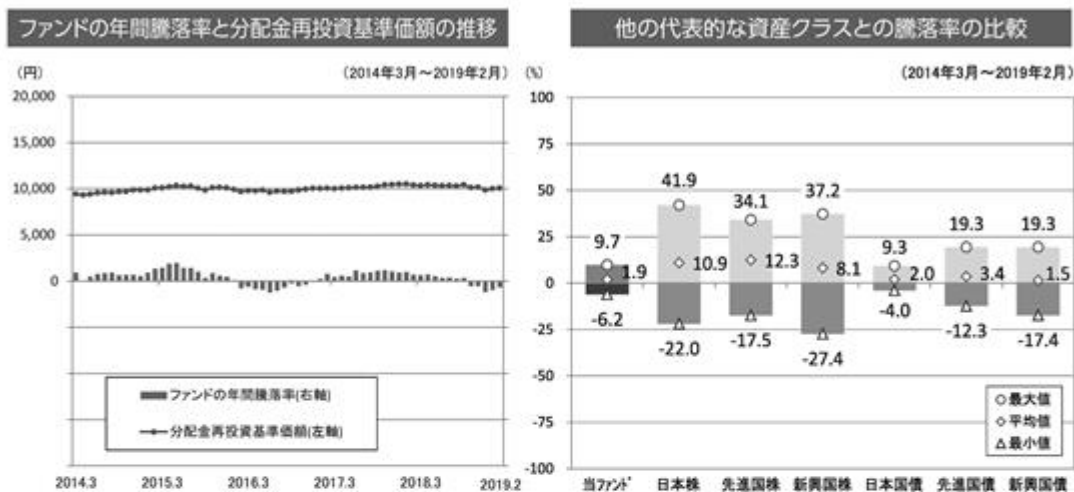 ファンドの年間騰落率と分配金再投資基準価額の推移
(円)
(2014年3月～2019年2月)
20,000
15,000
10,000
5,000
0
ファンドの年間騰落率(右軸)
分配金再投資基準価額(左軸)
2014.3 2015.3 2016.3 2017.3 2018.3 2019.2
他の代表的な資産クラスとの騰落率の比較
(%)
(2014年3月～2019年2月)
100
75
50
25
0
-25
-50
-75
-100
9.7 41.9 34.1 37.2 9.3 19.3 19.3
1.9 10.9 12.3 8.1 2.0 3.4 1.5
-6.2 -22.0 -17.5 -27.4 -4.0 -12.3 -17.4
○最大値
◇平均値
△最小値
当ファンド 日本株 先進国株 新興国株 日本国債 先進国債 新興国債